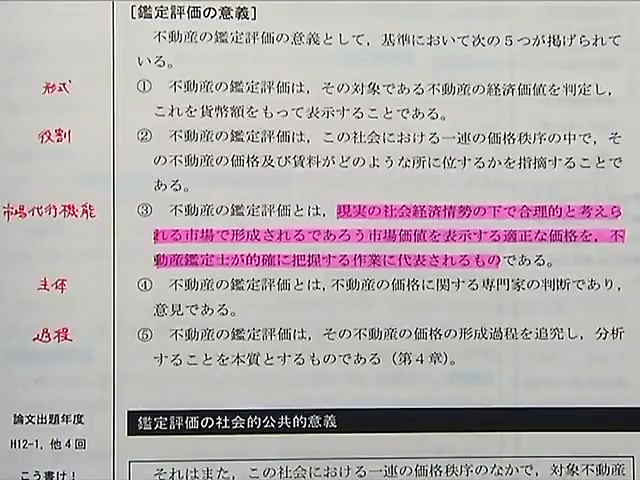 [鑑定評価の意義]
不動産の鑑定評価の意義として，基準において次の５つが掲げられて
いる。
形式
① 不動産の鑑定評価は，その対象である不動産の経済価値を判定し，
これを貨幣額をもって表示することである。
役割
② 不動産の鑑定評価は，この社会における一連の価格秩序の中で，そ
の不動産の価格及び賃料がどのような所に位するかを指摘することで
ある。
市場代行機能
③ 不動産の鑑定評価とは，現実の社会経済情勢の下で合理的と考えら
れる市場で形成されるであろう市場価値を表示する適正な価格を，不
動産鑑定士が的確に把握する作業に代表されるものである。
主体
④ 不動産の鑑定評価とは，不動産の価格に関する専門家の判断であり，
意見である。
過程
⑤ 不動産の鑑定評価は，その不動産の価格の形成過程を追究し，分析
することを本質とするものである（第４章）。
論文出題年度
H12-1，他４回
こう書け！
鑑定評価の社会的公共的意義
それはまた，この社会における一連の価格秩序のなかで，対象不動産